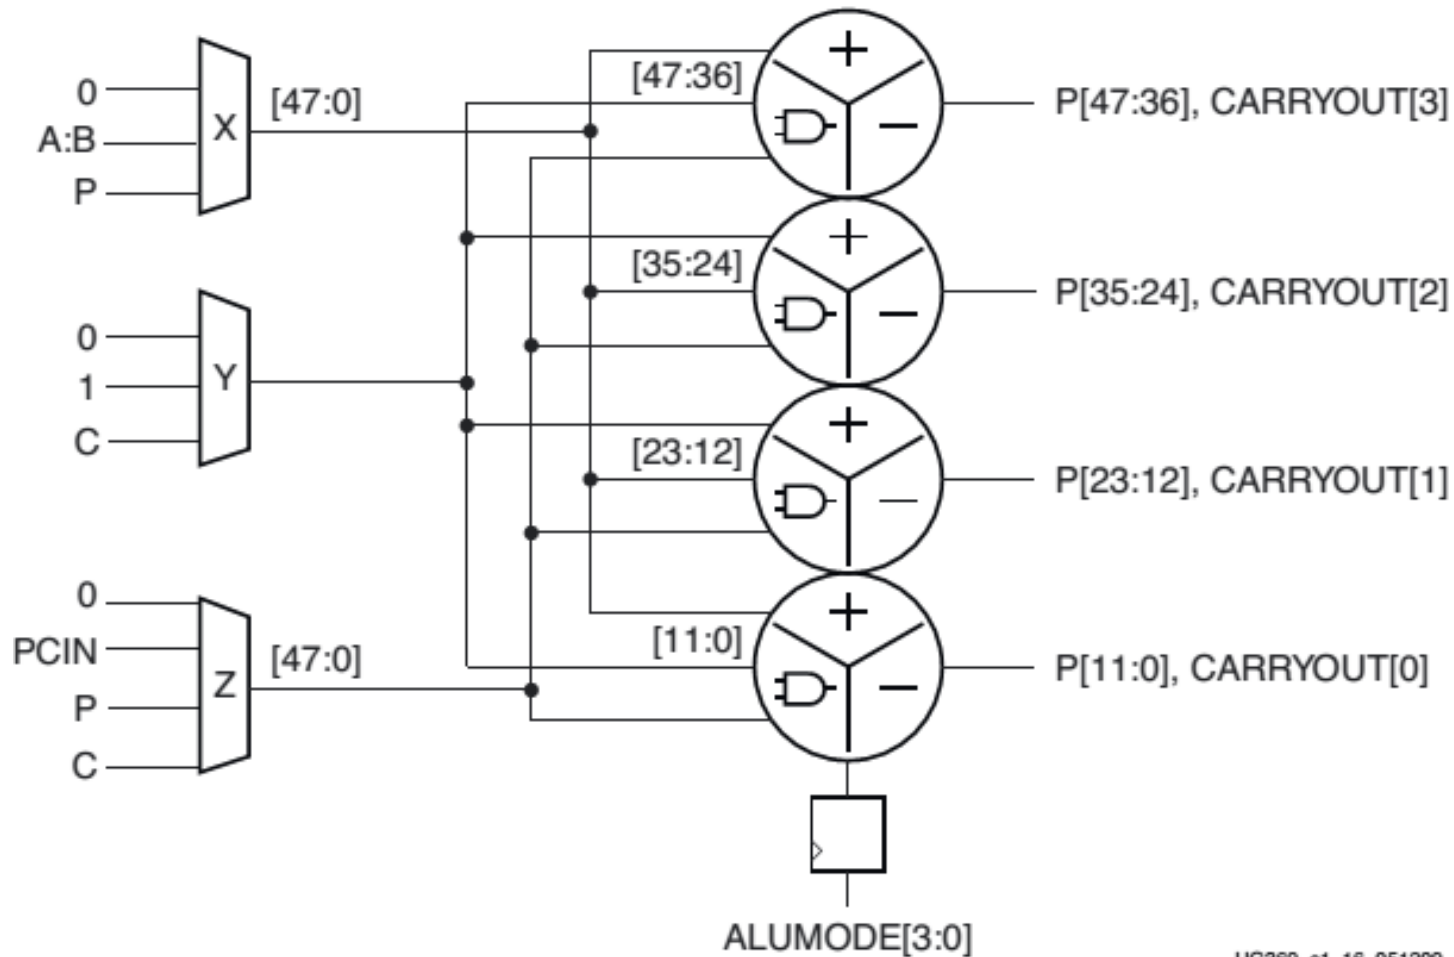 0
A:B
P
X
[47:0]
0
1
C
Y
0
PCIN
P
C
Z
[47:0]
[47:36]
P[47:36], CARRYOUT[3]
[35:24]
P[35:24], CARRYOUT[2]
[23:12]
P[23:12], CARRYOUT[1]
[11:0]
P[11:0], CARRYOUT[0]
ALUMODE[3:0]